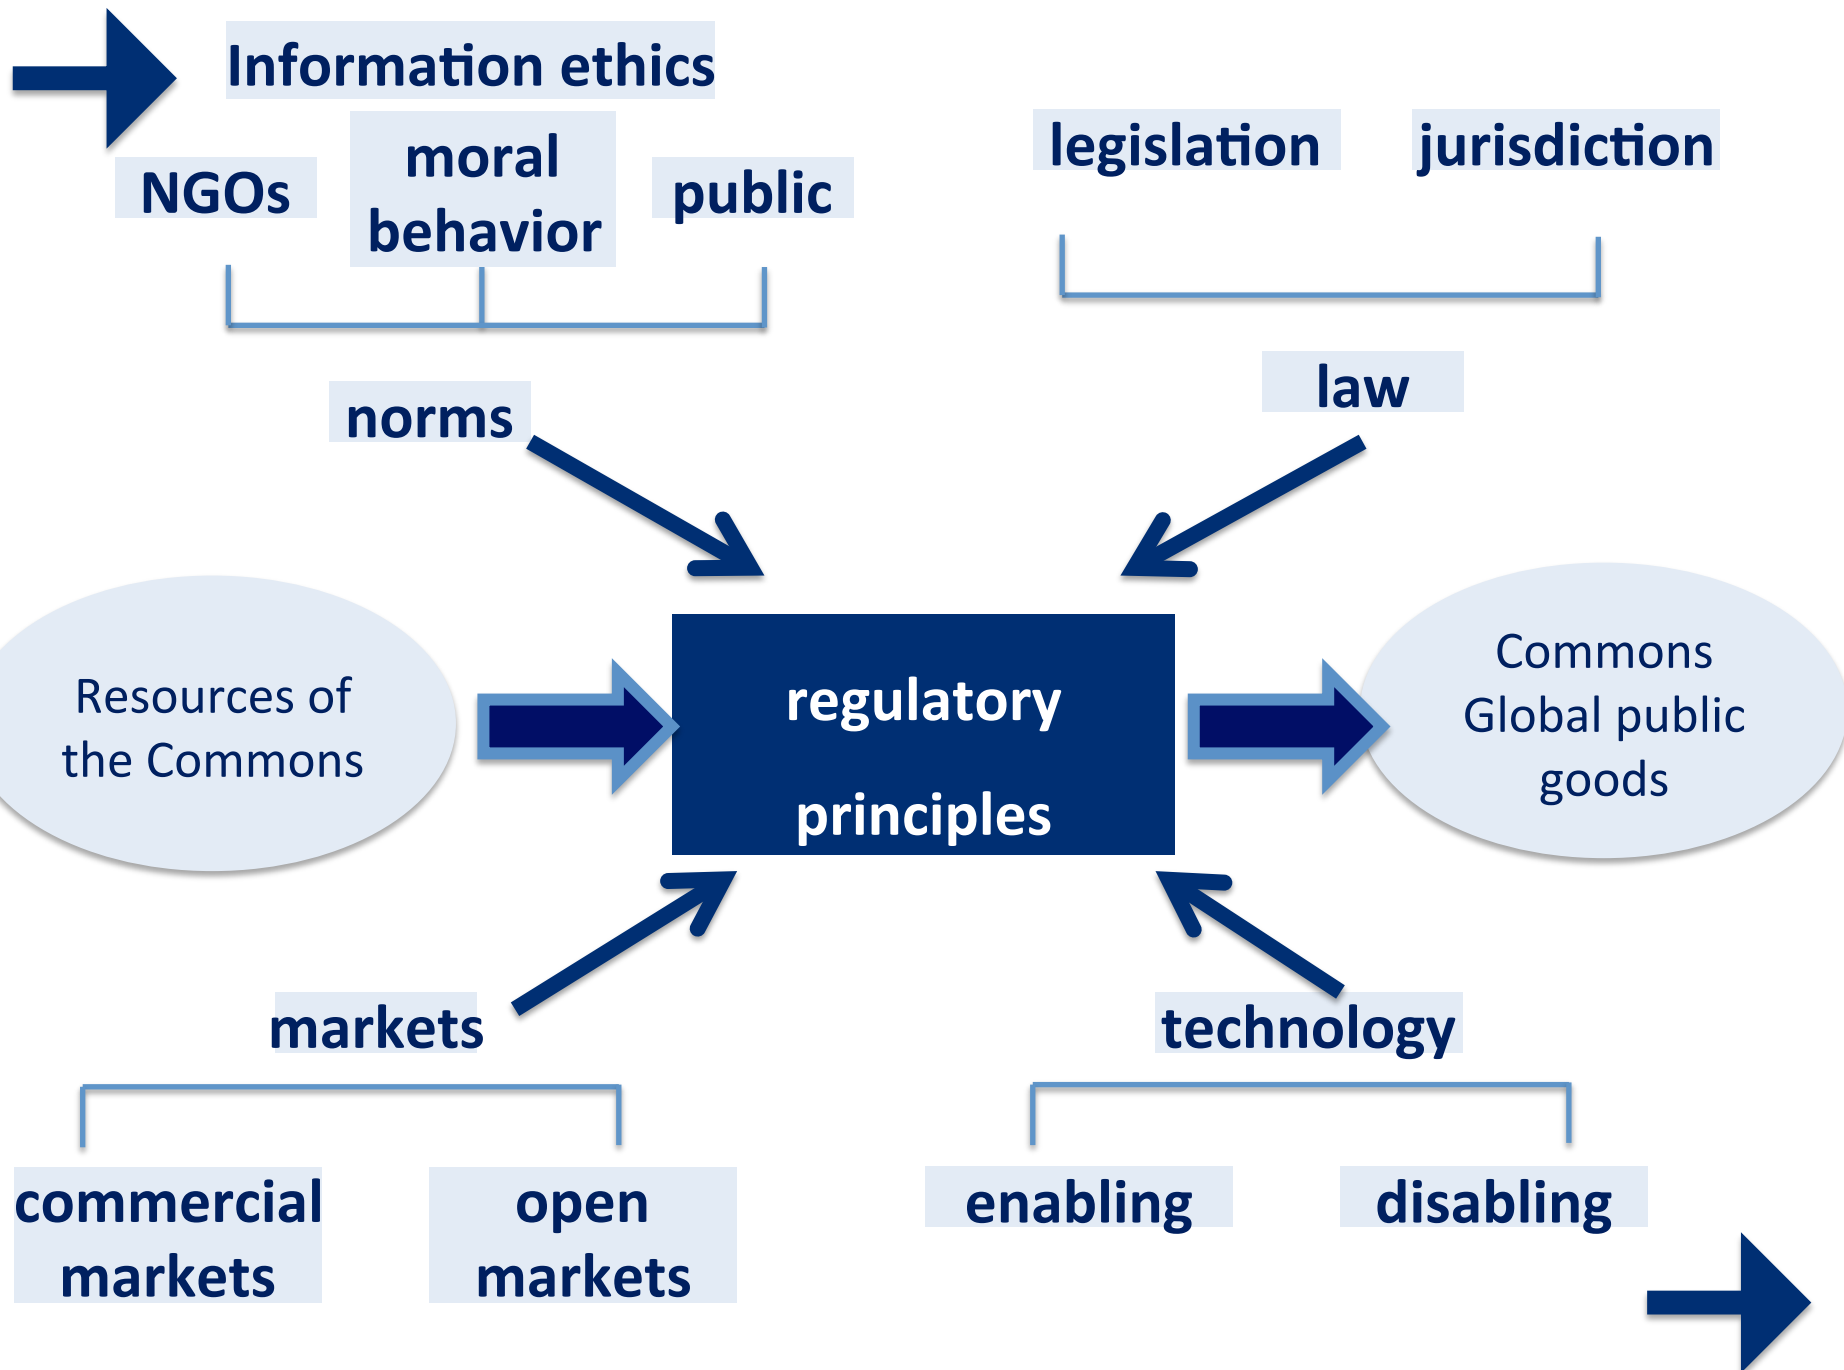 Information ethics
NGOs
moral
behavior
public
legislation
jurisdiction
norms
law
Resources of
the Commons
regulatory
principles
Commons
Global public
goods
markets
technology
commercial
markets
open
markets
enabling
disabling